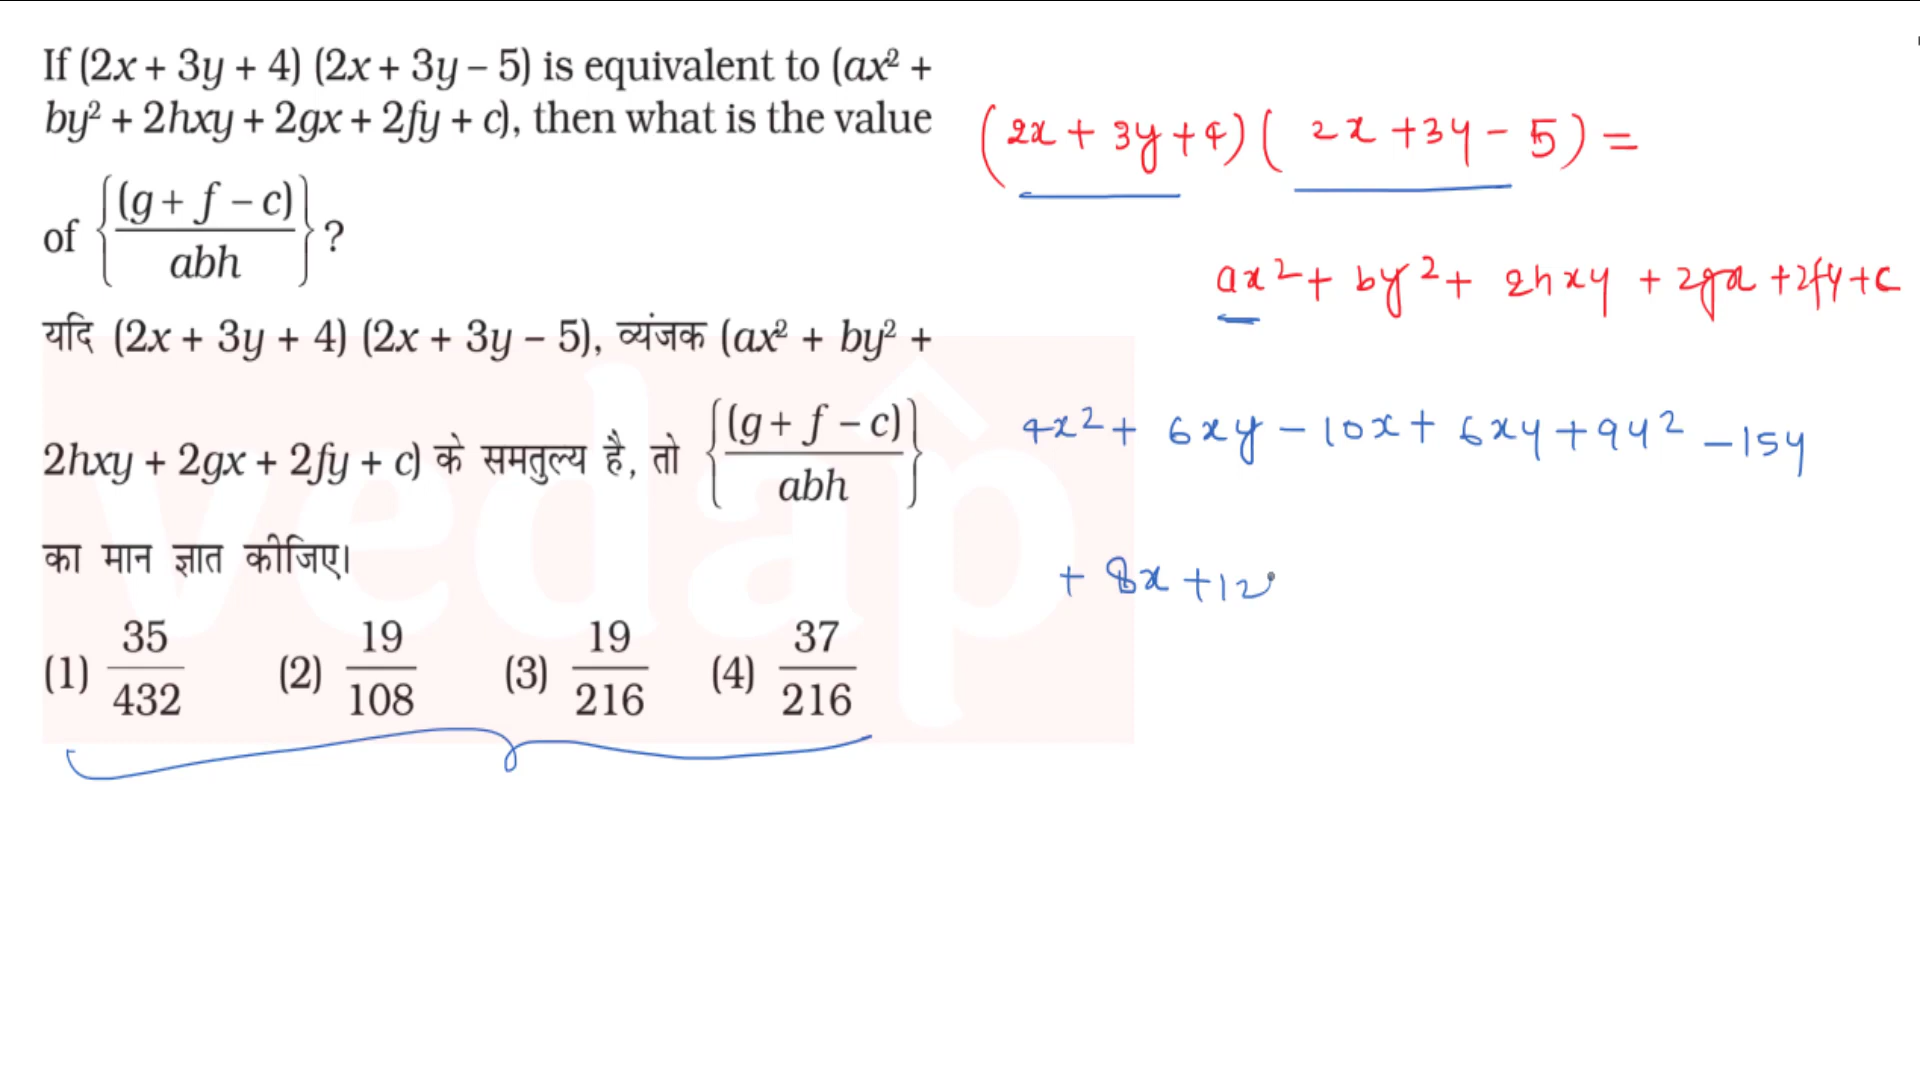 If (2x + 3y + 4) (2x + 3y – 5) is equivalent to (ax² +
by² + 2hxy + 2gx + 2fy + c), then what is the value
of {(g + f – c)/abh}?
यदि (2x + 3y + 4) (2x + 3y – 5), व्यंजक (ax² + by² +
2hxy + 2gx + 2fy + c) के समतुल्य है, तो {(g + f – c)/abh}
का मान ज्ञात कीजिए।
(1) 35/432 (2) 19/108 (3) 19/216 (4) 37/216
(2x + 3y + 4) (2x + 3y – 5) =
ax² + by² + 2hxy + 2gx + 2fy + c
4x² + 6xy – 10x + 6xy + 9y² – 15y
+ 8x + 12
vedap